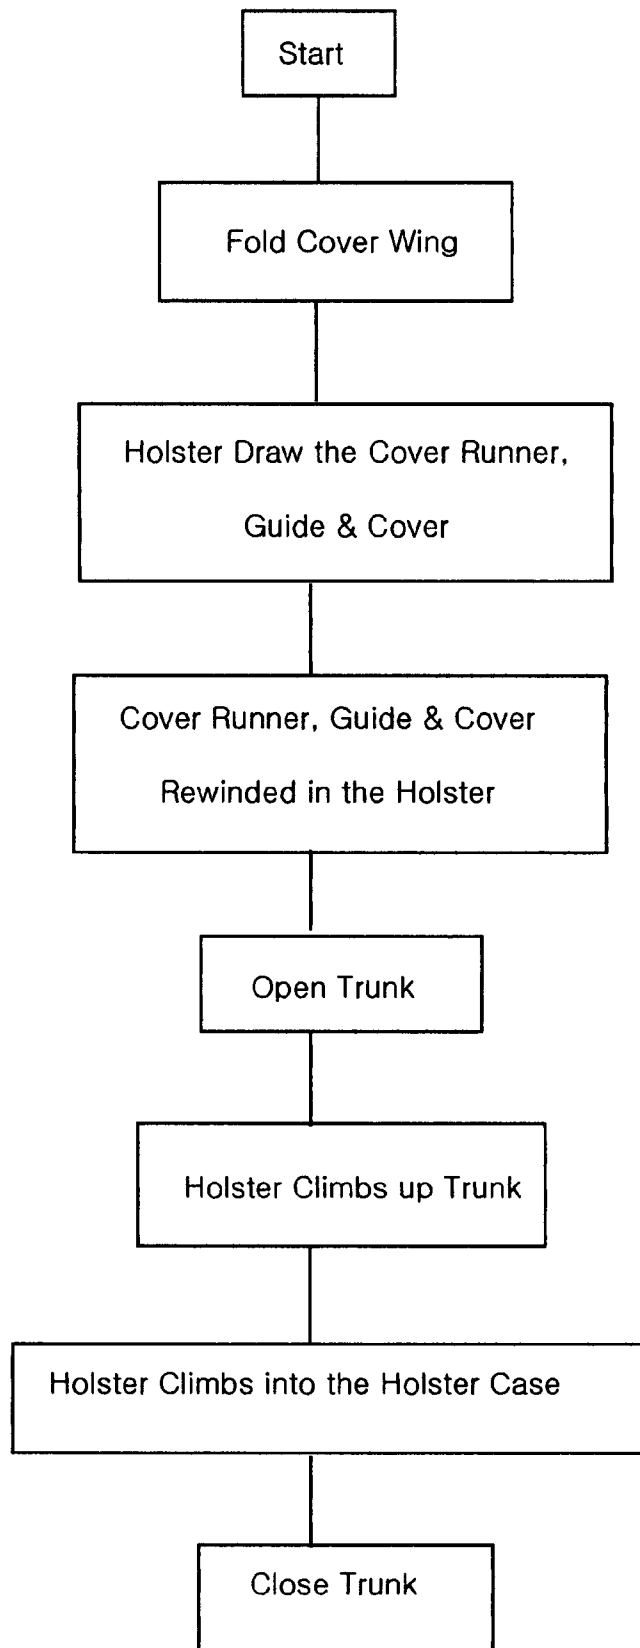 Start
Fold Cover Wing
Holster Draw the Cover Runner,
Guide & Cover
Cover Runner, Guide & Cover
Rewinded in the Holster
Open Trunk
Holster Climbs up Trunk
Holster Climbs into the Holster Case
Close Trunk